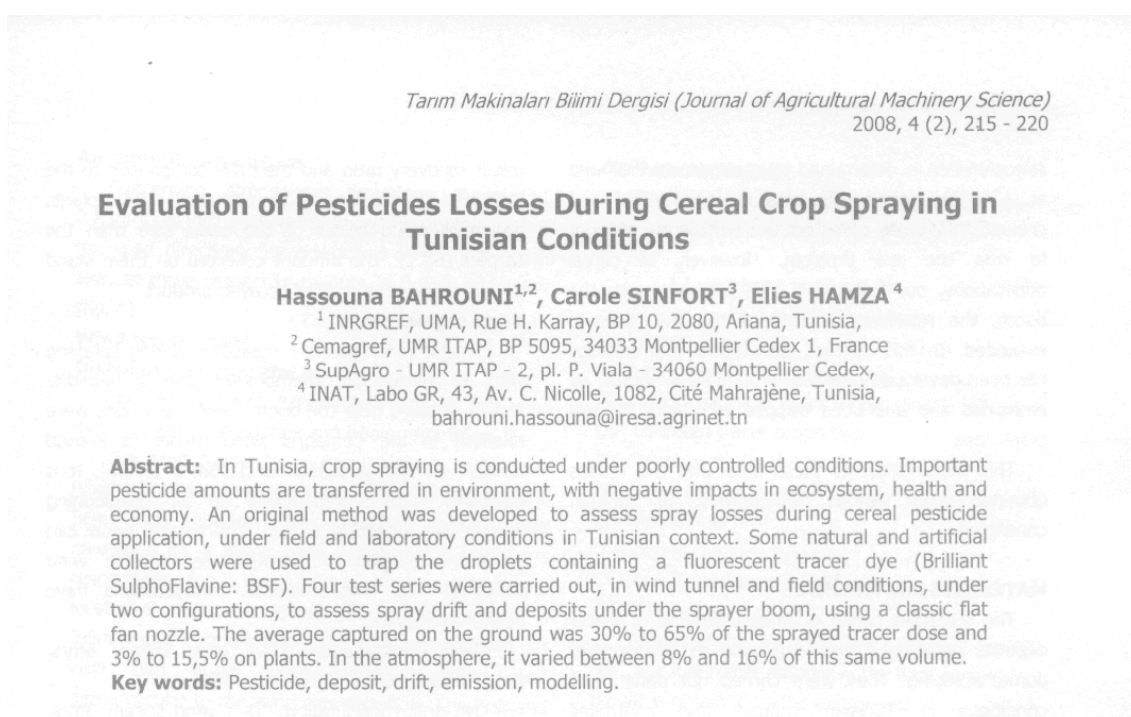 Tarım Makinaları Bilimi Dergisi (Journal of Agricultural Machinery Science)
2008, 4 (2), 215 - 220
Evaluation of Pesticides Losses During Cereal Crop Spraying in
Tunisian Conditions
Hassouna BAHROUNI1,2, Carole SINFORT3, Elies HAMZA 4
1 INRGREF, UMA, Rue H. Karray, BP 10, 2080, Ariana, Tunisia,
2 Cemagref, UMR ITAP, BP 5095, 34033 Montpellier Cedex 1, France
3 SupAgro - UMR ITAP - 2, pl. P. Viala - 34060 Montpellier Cedex,
4 INAT, Labo GR, 43, Av. C. Nicolle, 1082, Cité Mahrajène, Tunisia,
bahrouni.hassouna@iresa.agrinet.tn
Abstract: In Tunisia, crop spraying is conducted under poorly controlled conditions. Important
pesticide amounts are transferred in environment, with negative impacts in ecosystem, health and
economy. An original method was developed to assess spray losses during cereal pesticide
application, under field and laboratory conditions in Tunisian context. Some natural and artificial
collectors were used to trap the droplets containing a fluorescent tracer dye (Brilliant
SulphoFlavine: BSF). Four test series were carried out, in wind tunnel and field conditions, under
two configurations, to assess spray drift and deposits under the sprayer boom, using a classic flat
fan nozzle. The average captured on the ground was 30% to 65% of the sprayed tracer dose and
3% to 15,5% on plants. In the atmosphere, it varied between 8% and 16% of this same volume.
Key words: Pesticide, deposit, drift, emission, modelling.